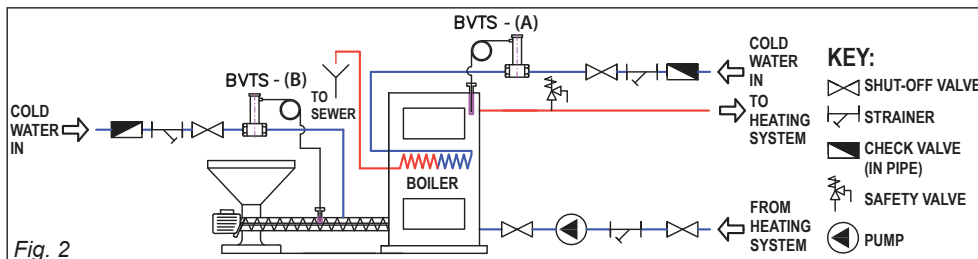 BVTS - (A)
COLD
WATER
IN
KEY:
BVTS - (B)
TO
SEWER
SHUT-OFF VALVE
COLD
WATER
IN
TO
HEATING
SYSTEM
STRAINER
CHECK VALVE
(IN PIPE)
BOILER
SAFETY VALVE
FROM
HEATING
SYSTEM
PUMP
Fig. 2